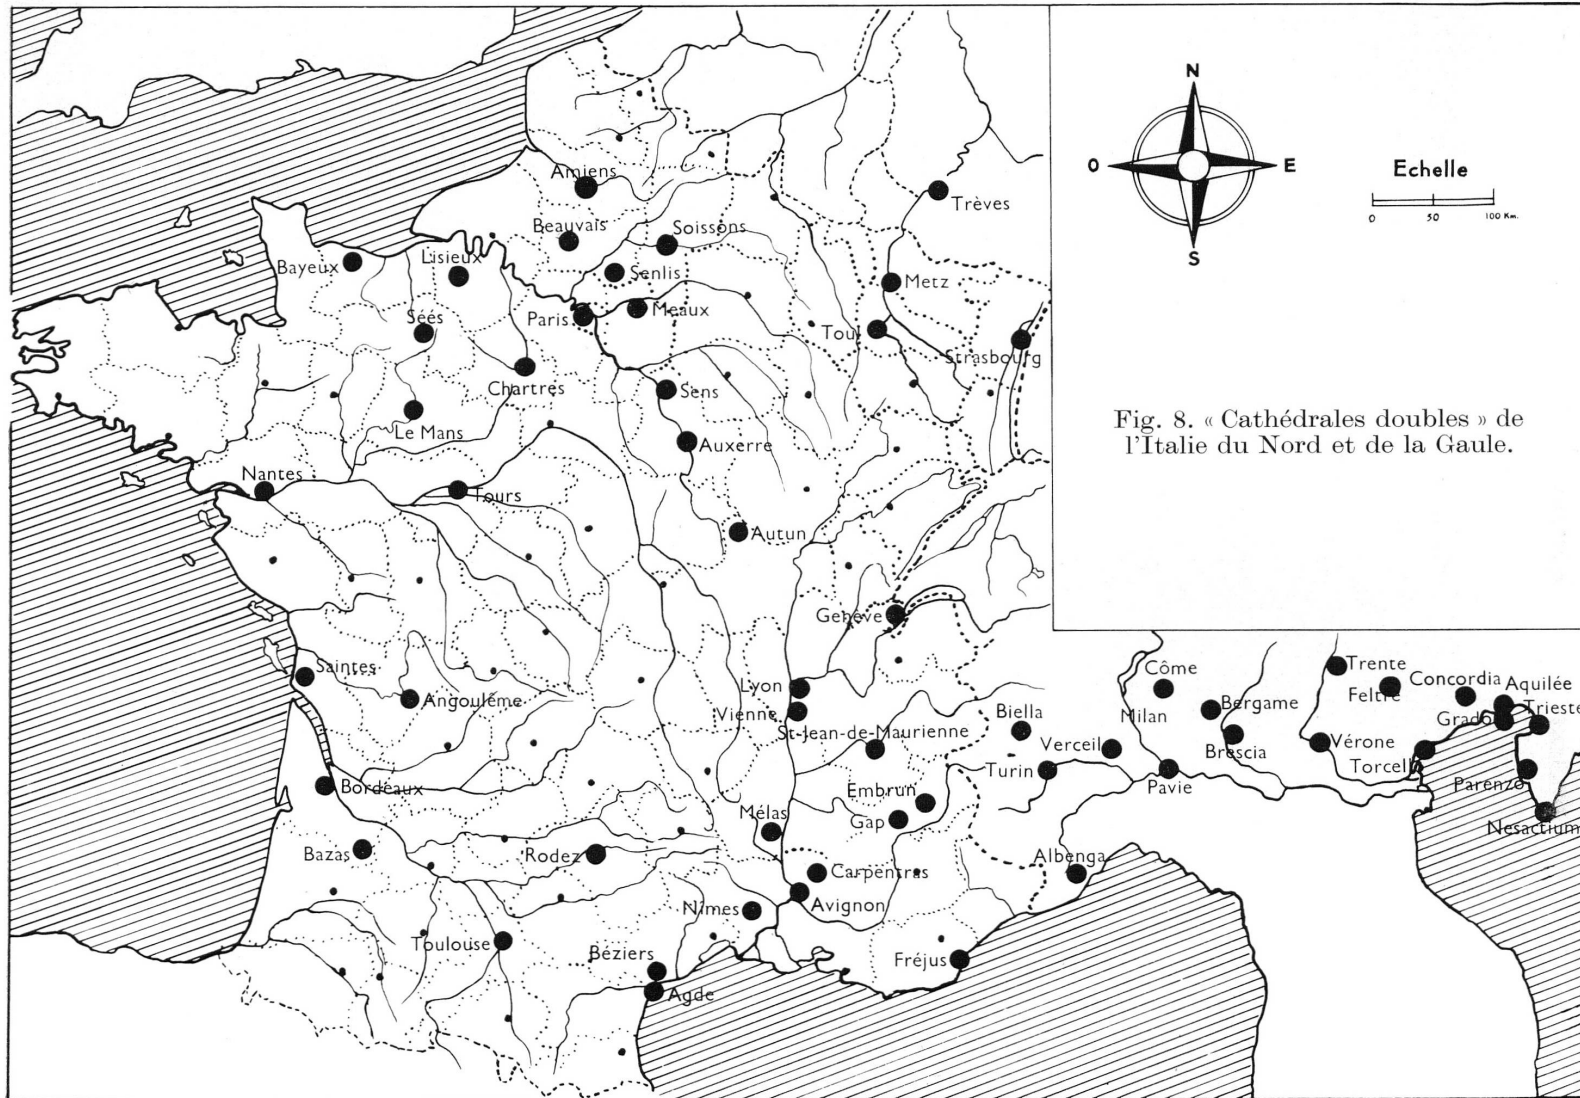 N
O
E
S
Echelle
0 50 100 Km.
Fig. 8. « Cathédrales doubles » de
l'Italie du Nord et de la Gaule.
Amiens
Trèves
Beauvais
Soissons
Bayeux
Lisieux
Senlis
Metz
Séés
Paris
Meaux
Toul
Strasbourg
Chartres
Sens
Le Mans
Auxerre
Nantes
Tours
Autun
Genève
Saintes
Angoulême
Lyon
Vienne
St-Jean-de-Maurienne
Biella
Côme
Milan
Bergame
Trente
Feltre
Concordia
Aquilée
Grado
Trieste
Verceil
Brescia
Vérone
Torcello
Turin
Pavie
Parenzo
Nesactium
Bordeaux
Embrun
Gap
Mélas
Bazas
Rodez
Carpentras
Albenga
Avignon
Nîmes
Toulouse
Béziers
Fréjus
Agde